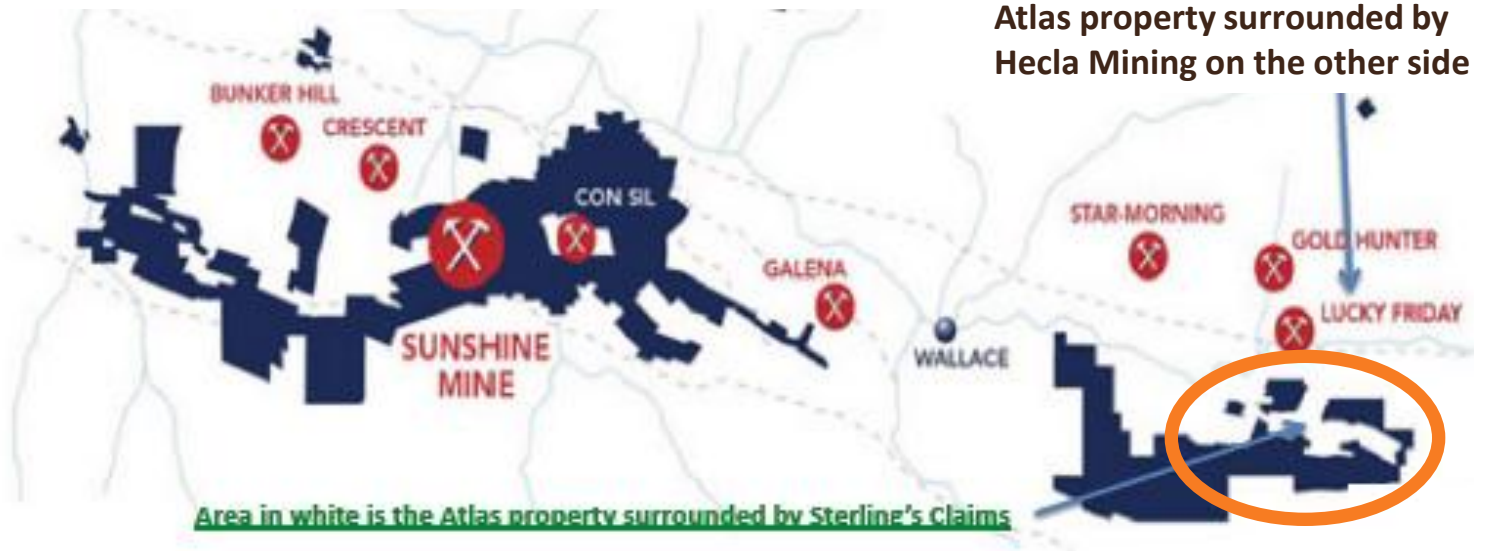 Atlas property surrounded by
Hecla Mining on the other side
BUNKER HILL
CRESCENT
CON SIL
STAR-MORNING
GOLD HUNTER
GALENA
LUCKY FRIDAY
SUNSHINE
MINE
WALLACE
Area in white is the Atlas property surrounded by Sterling's Claims